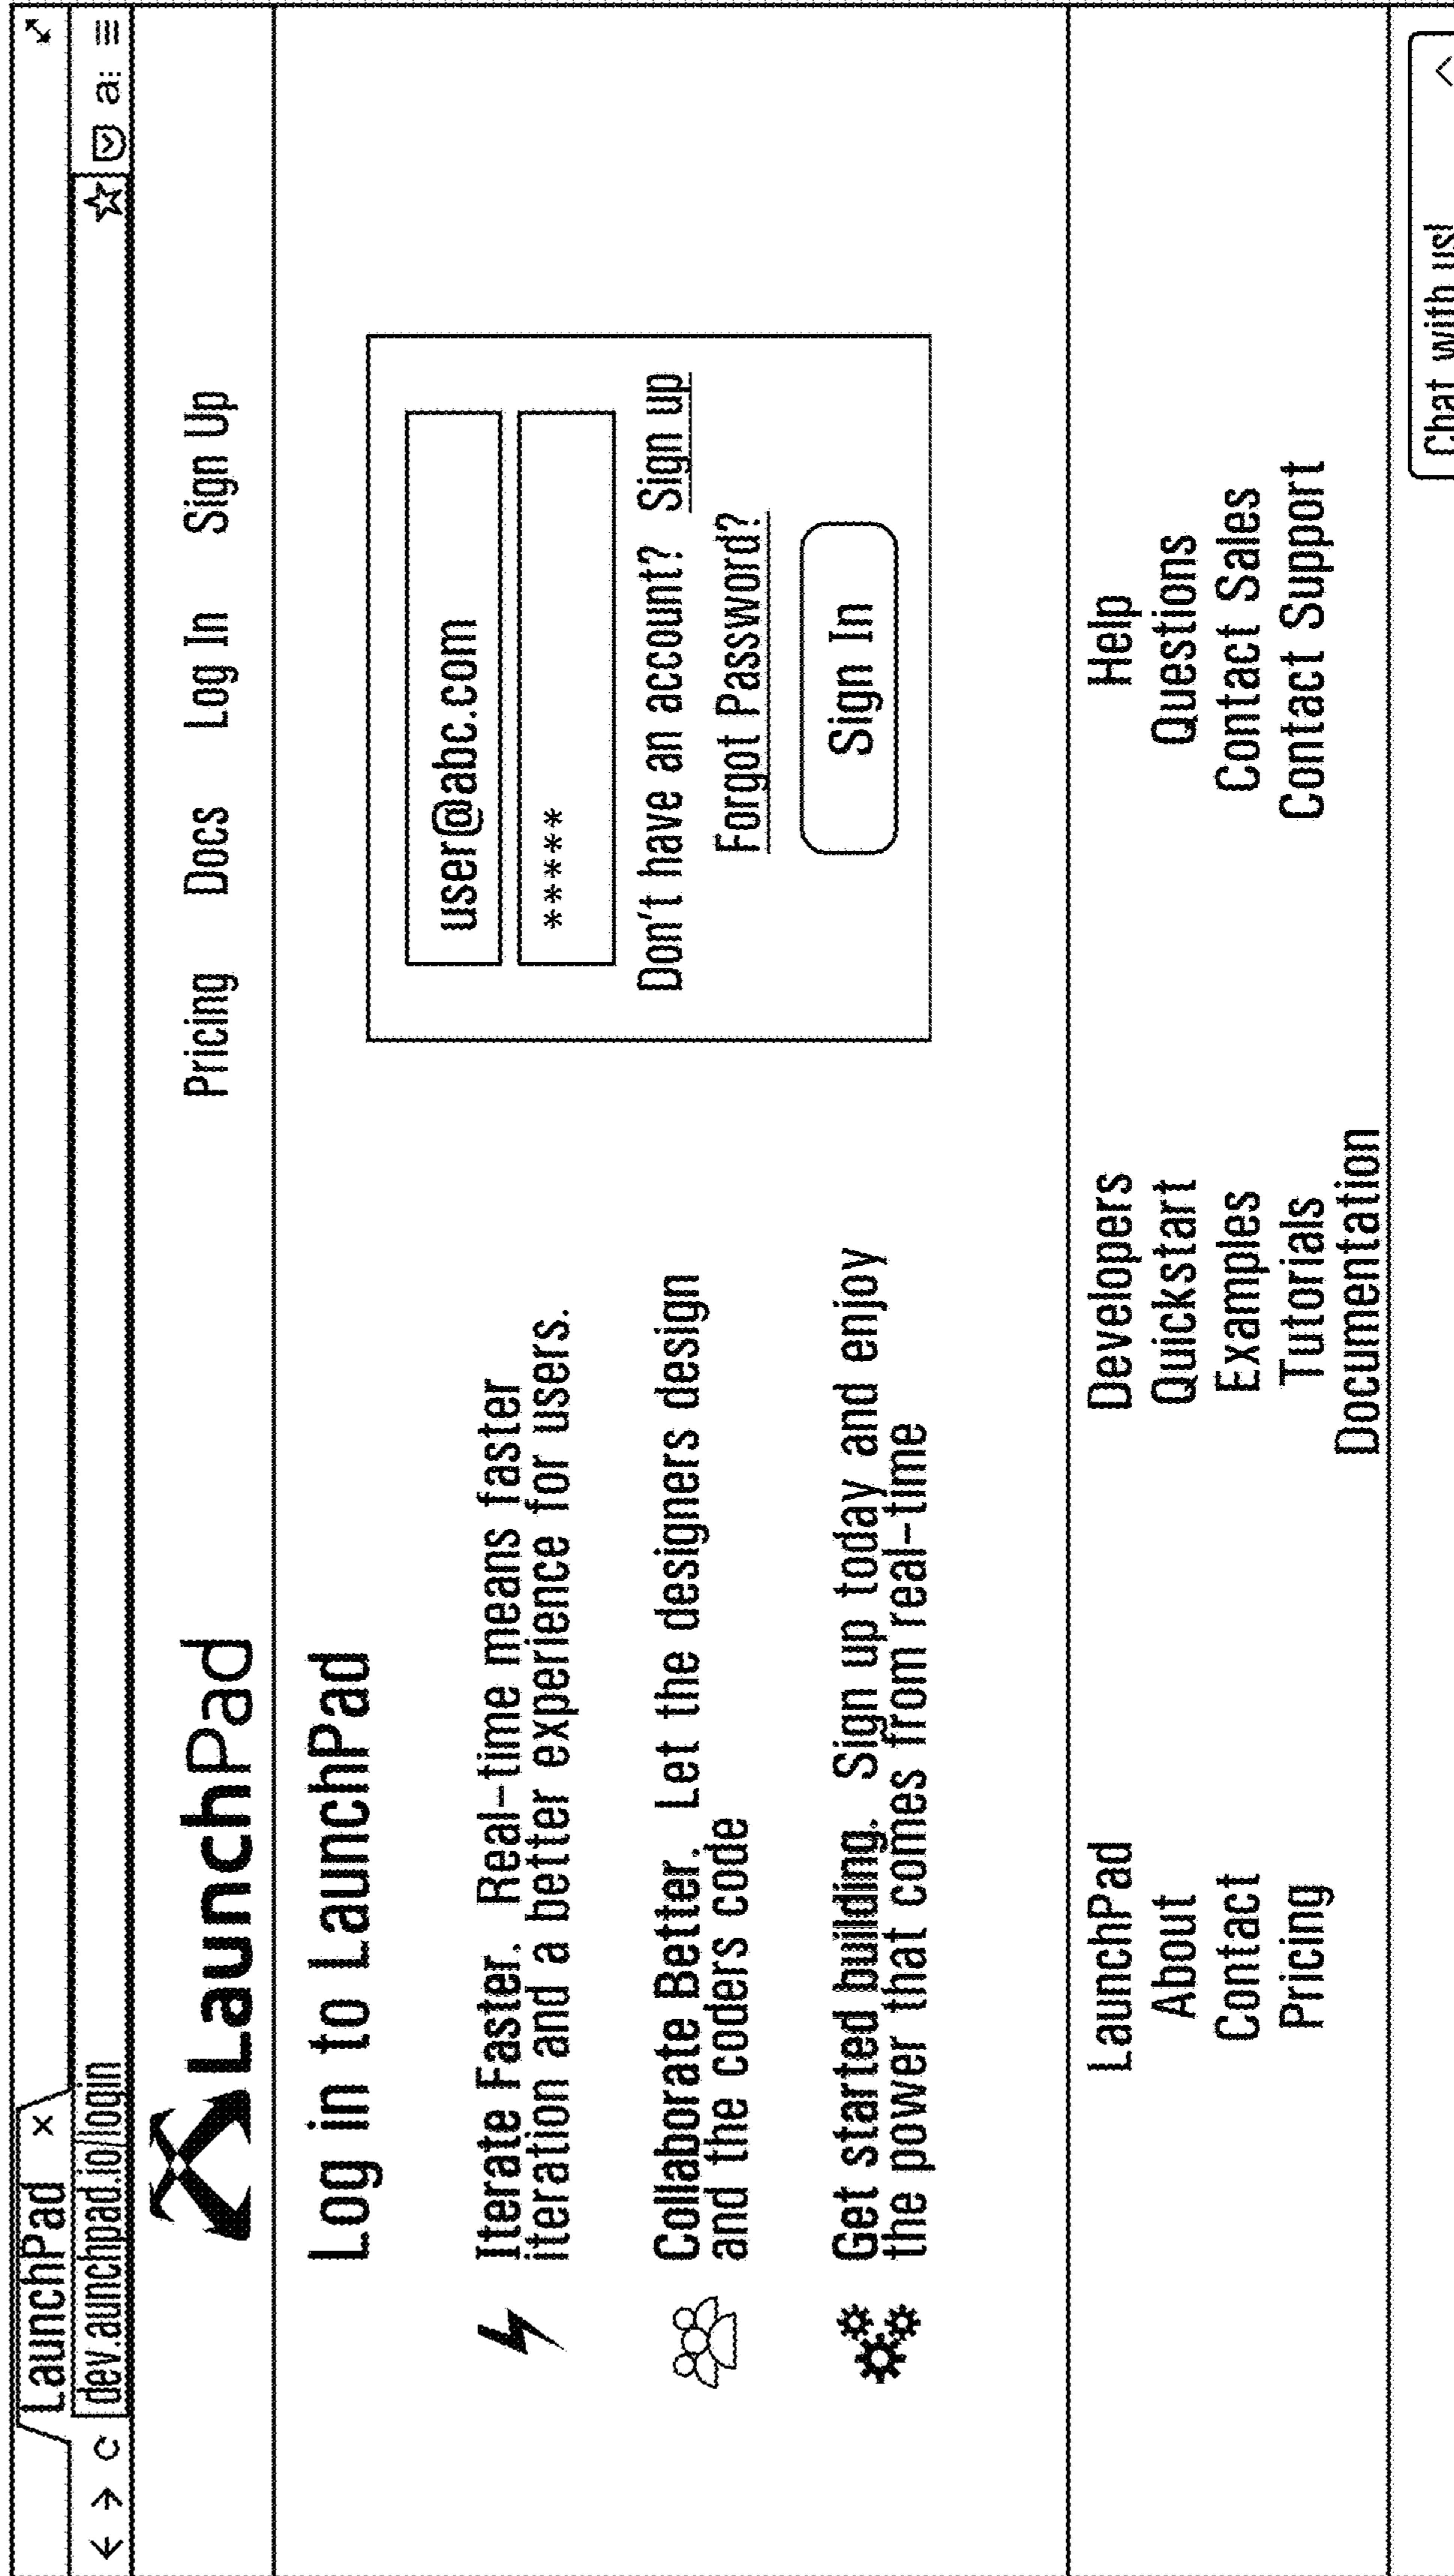 LaunchPad ×
dev.aunchpad.io/login
a:
LaunchPad
Pricing Docs Log In Sign Up
Log in to LaunchPad
Iterate Faster. Real-time means faster
iteration and a better experience for users.
Collaborate Better. Let the designers design
and the coders code
Get started building. Sign up today and enjoy
the power that comes from real-time
user@abc.com
*****
Don't have an account? Sign up
Forgot Password?
Sign In
LaunchPad
About
Contact
Pricing
Developers
Quickstart
Examples
Tutorials
Documentation
Help
Questions
Contact Sales
Contact Support
Chat with us!